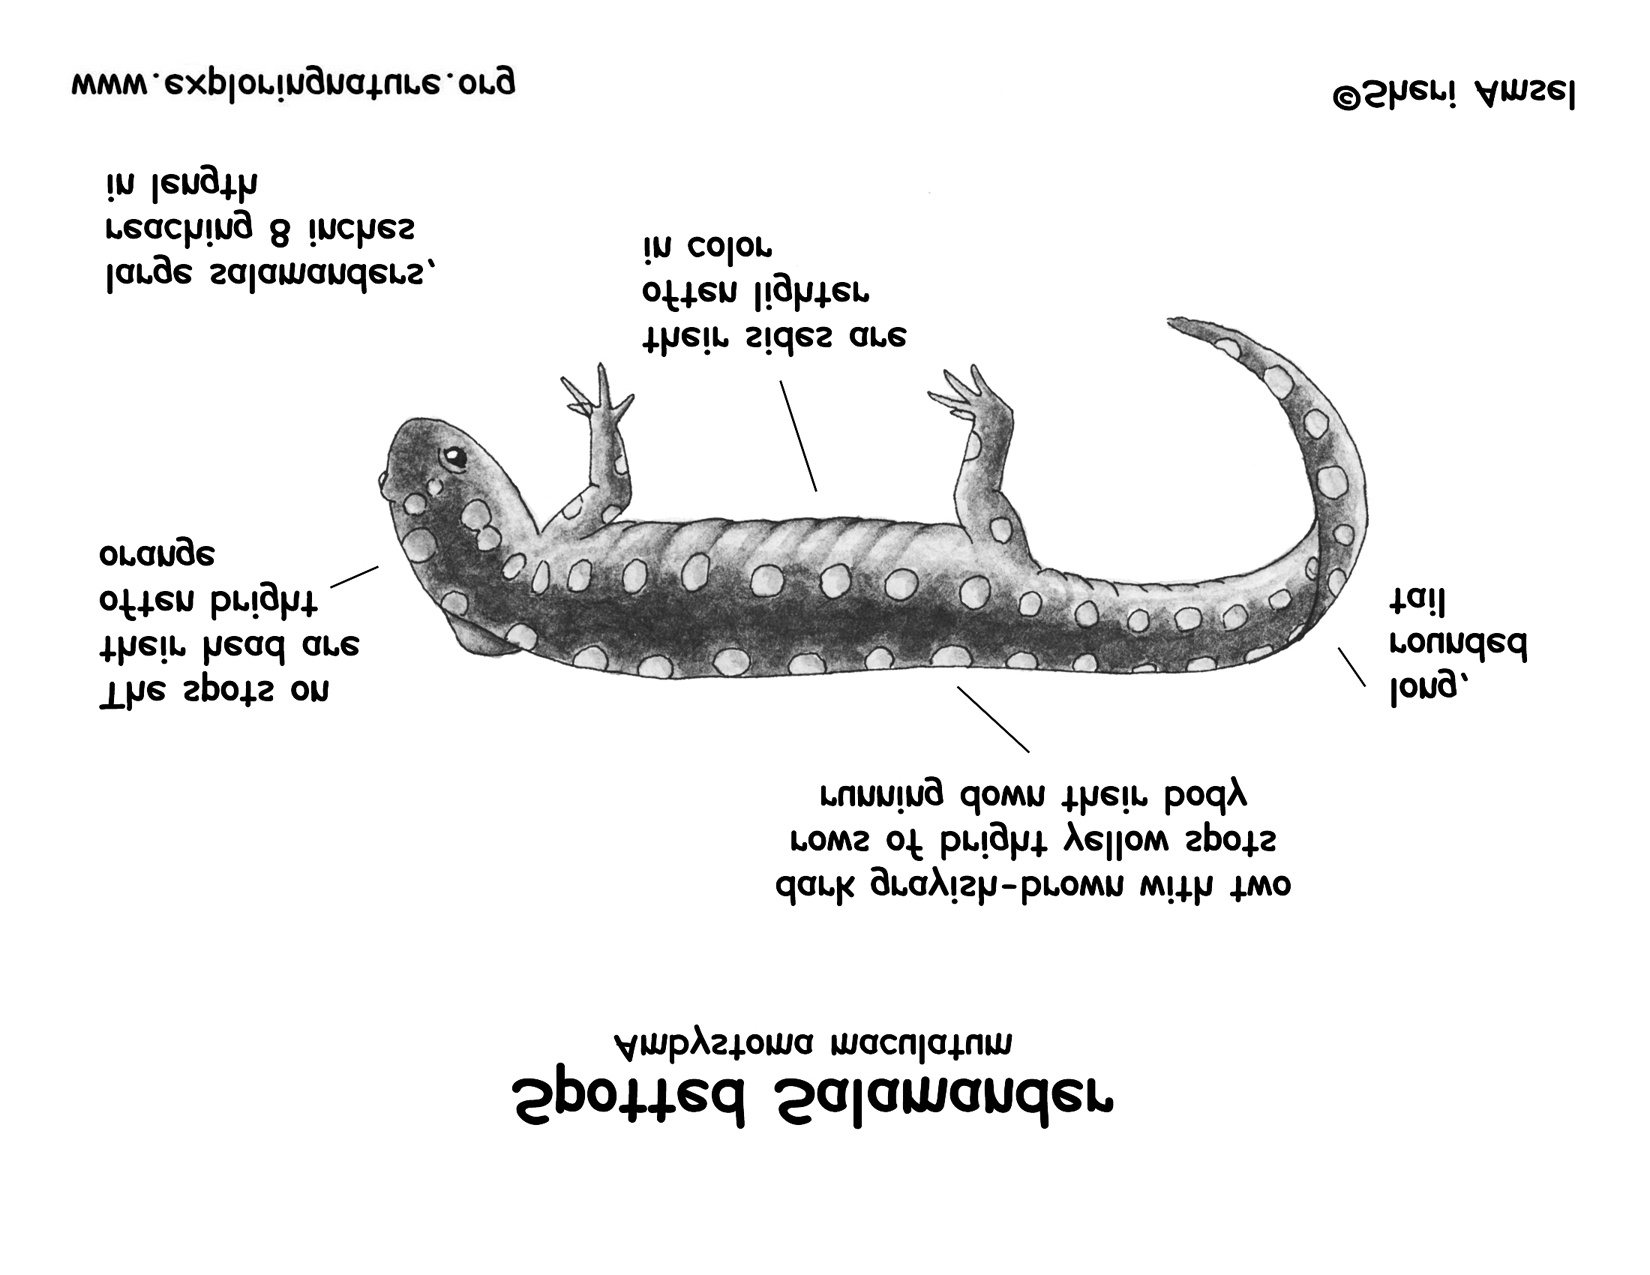 Spotted Salamander
Ambystoma maculatum
dark grayish-brown with two
rows of bright yellow spots
running down their body
The spots on
their head are
often bright
orange
long,
rounded
tail
their sides are
often lighter
in color
large salamanders,
reaching 8 inches
in length
www.exploringnature.org
©Sheri Amsel